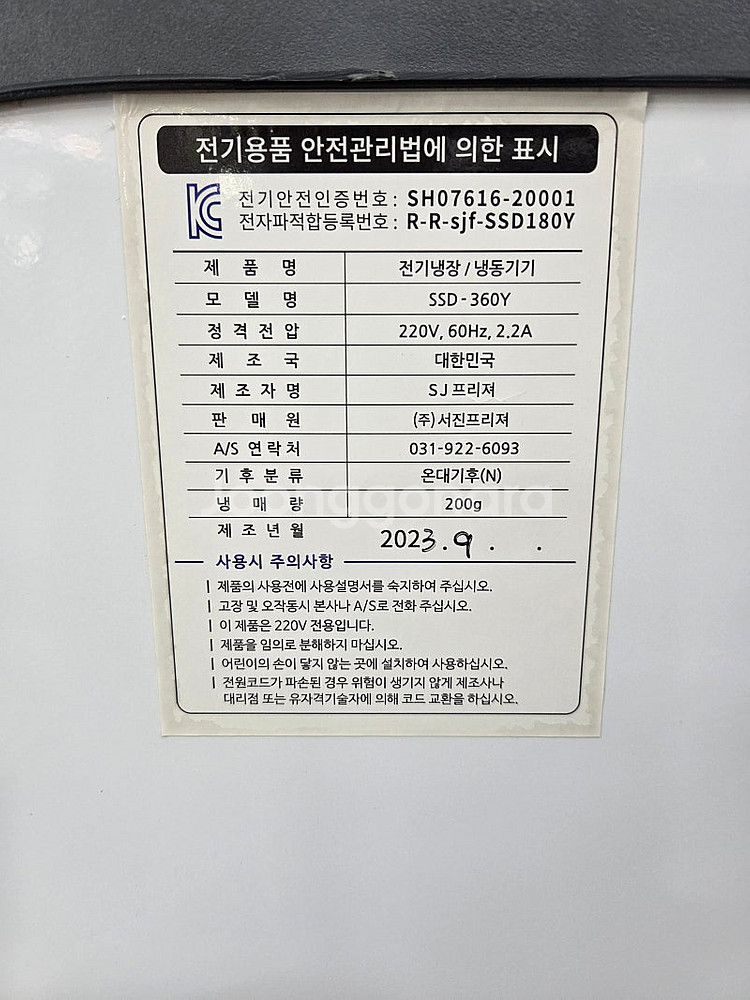 전기용품 안전관리법에 의한 표시
전기안전인증번호 : SH07616-20001
전자파적합등록번호 : R-R-sjf-SSD180Y
제 품 명 전기냉장 / 냉동기기
모 델 명 SSD - 360Y
정 격 전 압 220V, 60Hz, 2.2A
제 조 국 대한민국
제 조 자 명 SJ 프리져
판 매 원 (주)서진프리져
A/S 연락처 031-922-6093
기 후 분 류 온대기후(N)
냉 매 량 200g
제 조 년 월 2023. 9 . .
사용시 주의사항
제품의 사용전에 사용설명서를 숙지하여 주십시오.
고장 및 오작동시 본사나 A/S로 전화 주십시오.
이 제품은 220V 전용입니다.
제품을 임의로 분해하지 마십시오.
어린이의 손이 닿지 않는 곳에 설치하여 사용하십시오.
전원코드가 파손된 경우 위험이 생기지 않게 제조사나
대리점 또는 유자격기술자에 의해 코드 교환을 하십시오.
Joonggonara